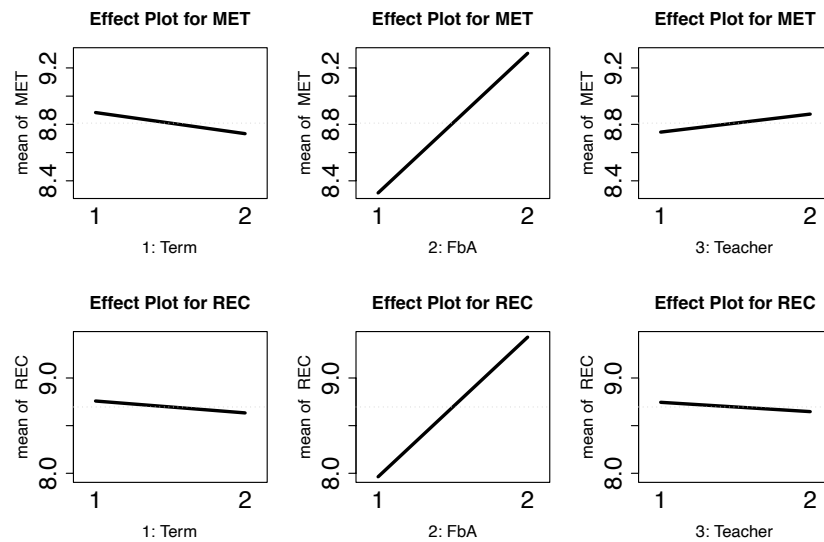 Effect Plot for MET
mean of MET
8.4 8.8 9.2
1 2
1: Term
Effect Plot for MET
mean of MET
8.4 8.8 9.2
1 2
2: FbA
Effect Plot for MET
mean of MET
8.4 8.8 9.2
1 2
3: Teacher
Effect Plot for REC
mean of REC
8.0 9.0
1 2
1: Term
Effect Plot for REC
mean of REC
8.0 9.0
1 2
2: FbA
Effect Plot for REC
mean of REC
8.0 9.0
1 2
3: Teacher